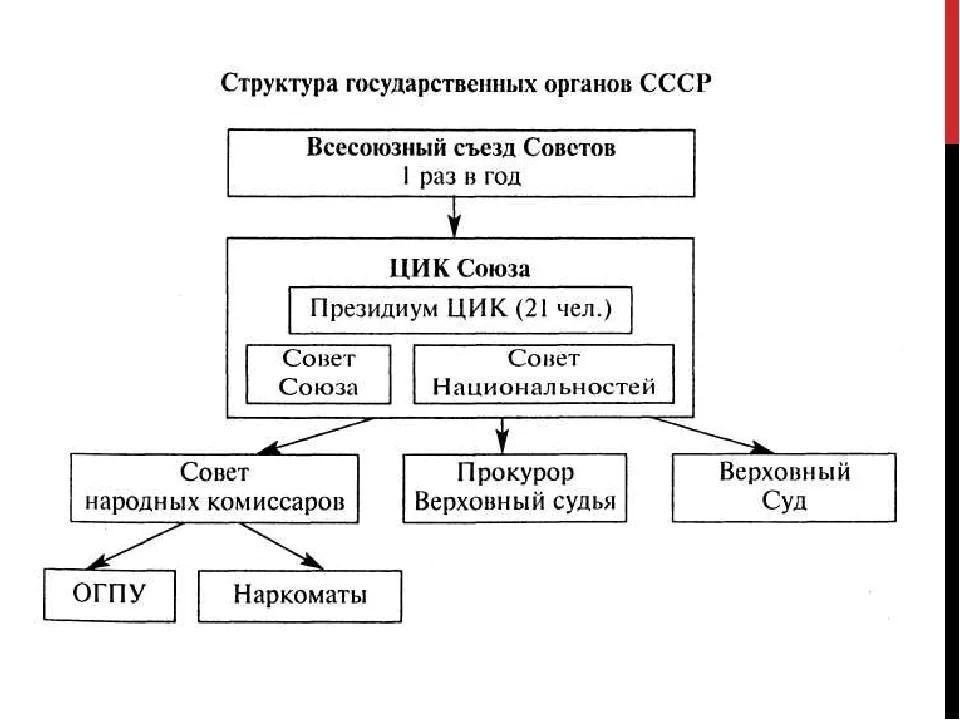 Структура государственных органов СССР
Всесоюзный съезд Советов
1 раз в год
ЦИК Союза
Президиум ЦИК (21 чел.)
Совет
Союза
Совет
Национальностей
Совет
народных комиссаров
Прокурор
Верховный судья
Верховный
Суд
ОГПУ
Наркоматы